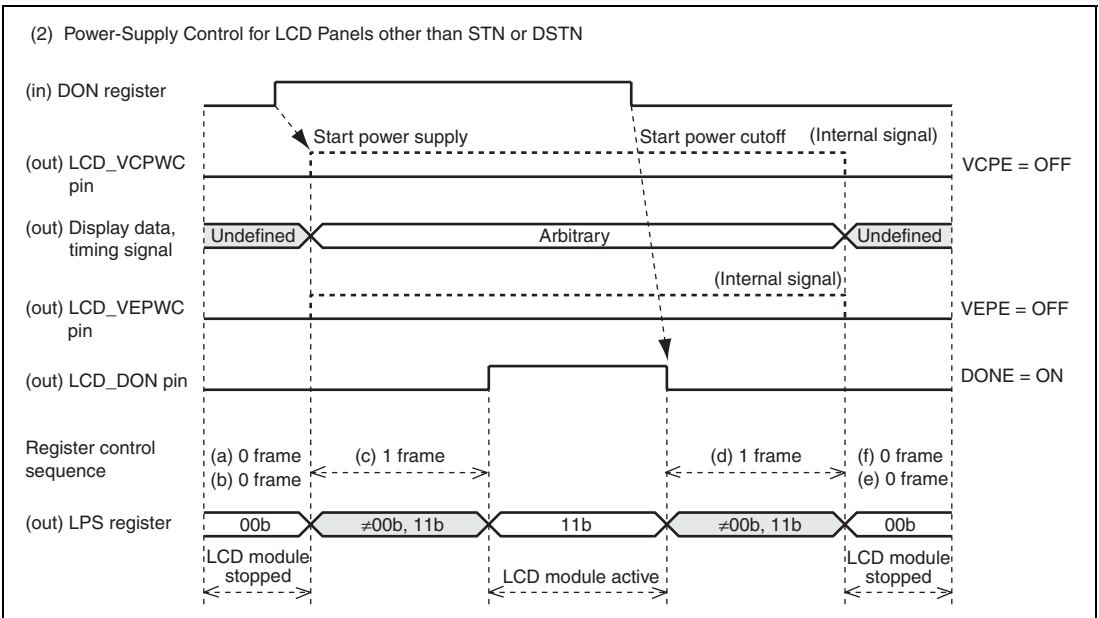 (2) Power-Supply Control for LCD Panels other than STN or DSTN
(in) DON register
Start power supply
Start power cutoff
(Internal signal)
(out) LCD_VCPWC
pin
VCPE = OFF
(out) Display data,
timing signal
Undefined
Arbitrary
Undefined
(Internal signal)
(out) LCD_VEPWC
pin
VEPE = OFF
(out) LCD_DON pin
DONE = ON
Register control
sequence
(a) 0 frame
(b) 0 frame
(c) 1 frame
(d) 1 frame
(f) 0 frame
(e) 0 frame
(out) LPS register
00b
≠00b, 11b
11b
≠00b, 11b
00b
LCD module
stopped
LCD module active
LCD module
stopped